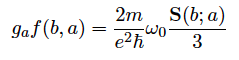 g_a f(b, a) = \frac{2m}{e^2 \hbar} \omega_0 \frac{\mathbf{S}(b; a)}{3}